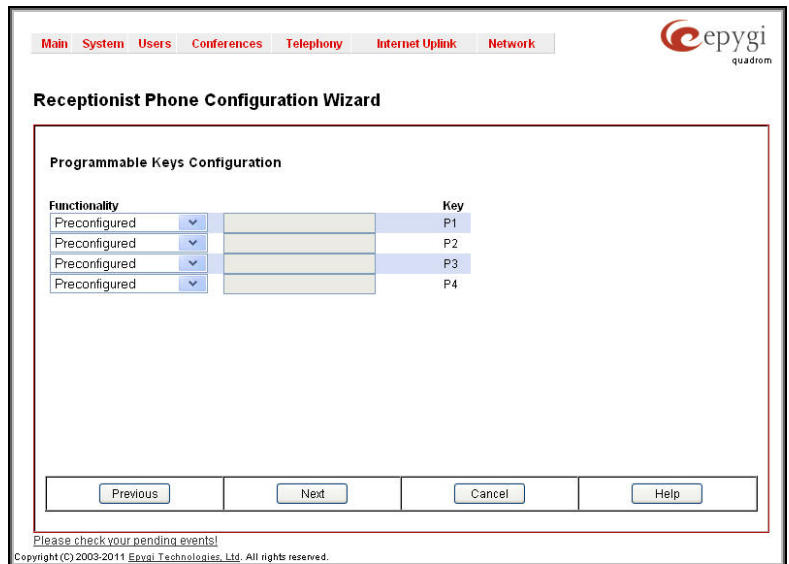 Main System Users Conferences Telephony Internet Uplink Network
epygi
quadrom
Receptionist Phone Configuration Wizard
Programmable Keys Configuration
Functionality Key
Preconfigured P1
Preconfigured P2
Preconfigured P3
Preconfigured P4
Previous Next Cancel Help
Please check your pending events!
Copyright (C) 2003-2011 Epygi Technologies, Ltd. All rights reserved.